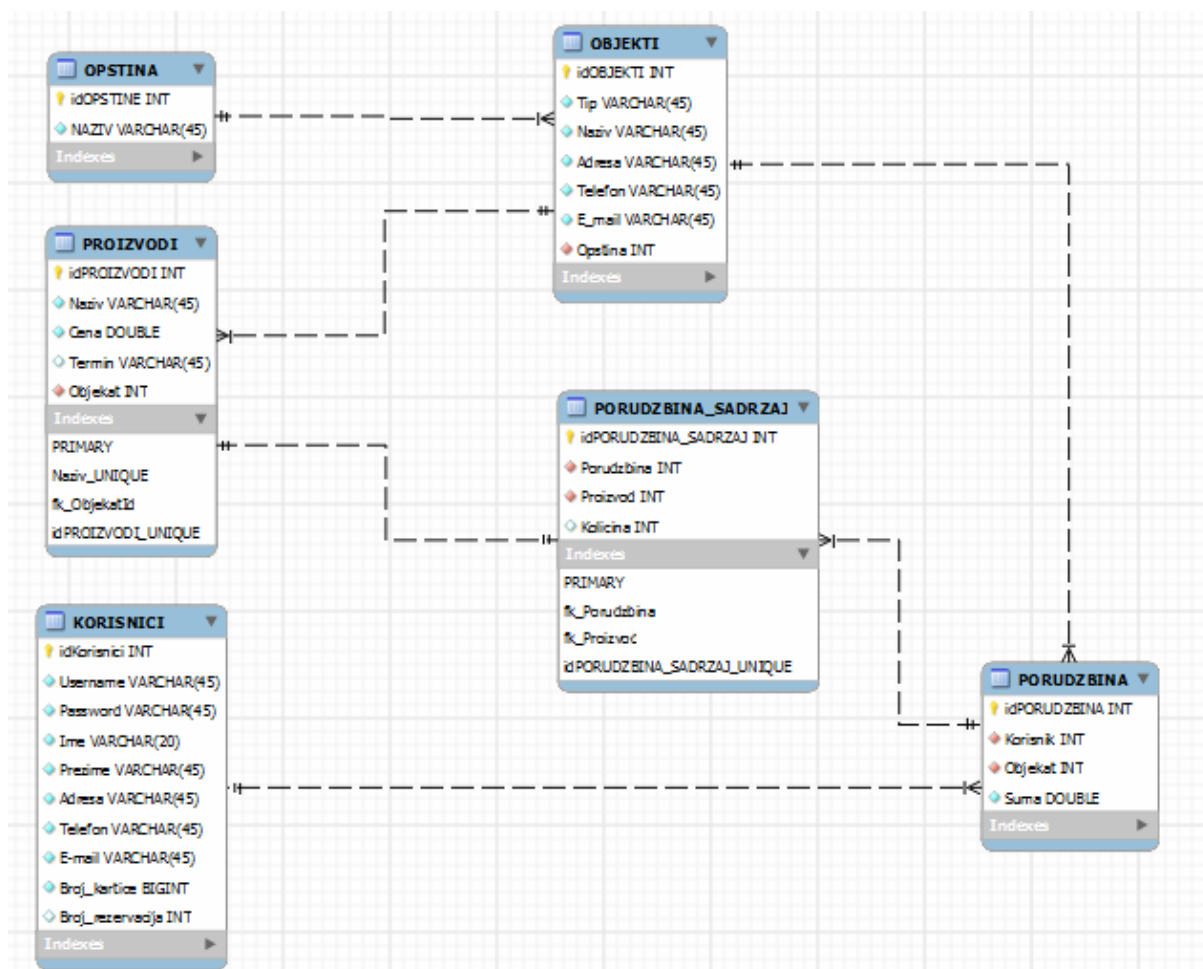 OPSTINA
idOPSTINE INT
NAZIV VARCHAR(45)
Indexes
OBJEKTI
idOBJEKTI INT
Tip VARCHAR(45)
Naziv VARCHAR(45)
Adresa VARCHAR(45)
Telefon VARCHAR(45)
E_mail VARCHAR(45)
Opstina INT
Indexes
PROIZVODI
idPROIZVODI INT
Naziv VARCHAR(45)
Cena DOUBLE
Termin VARCHAR(45)
Objekat INT
Indexes
PRIMARY
Naziv_UNIQUE
fk_ObjekatId
idPROIZVODI_UNIQUE
PORUDZBINA_SADRZAJ
idPORUDZBINA_SADRZAJ INT
Porudzbina INT
Proizvod INT
Kolicina INT
Indexes
PRIMARY
fk_Porudzbina
fk_Proizvod
idPORUDZBINA_SADRZAJ_UNIQUE
KORISNICI
idKorisnici INT
Username VARCHAR(45)
Password VARCHAR(45)
Ime VARCHAR(20)
Prezime VARCHAR(45)
Adresa VARCHAR(45)
Telefon VARCHAR(45)
E-mail VARCHAR(45)
Broj_kartice BIGINT
Broj_rezervacija INT
Indexes
PORUDZBINA
idPORUDZBINA INT
Korisnik INT
Objekat INT
Suma DOUBLE
Indexes